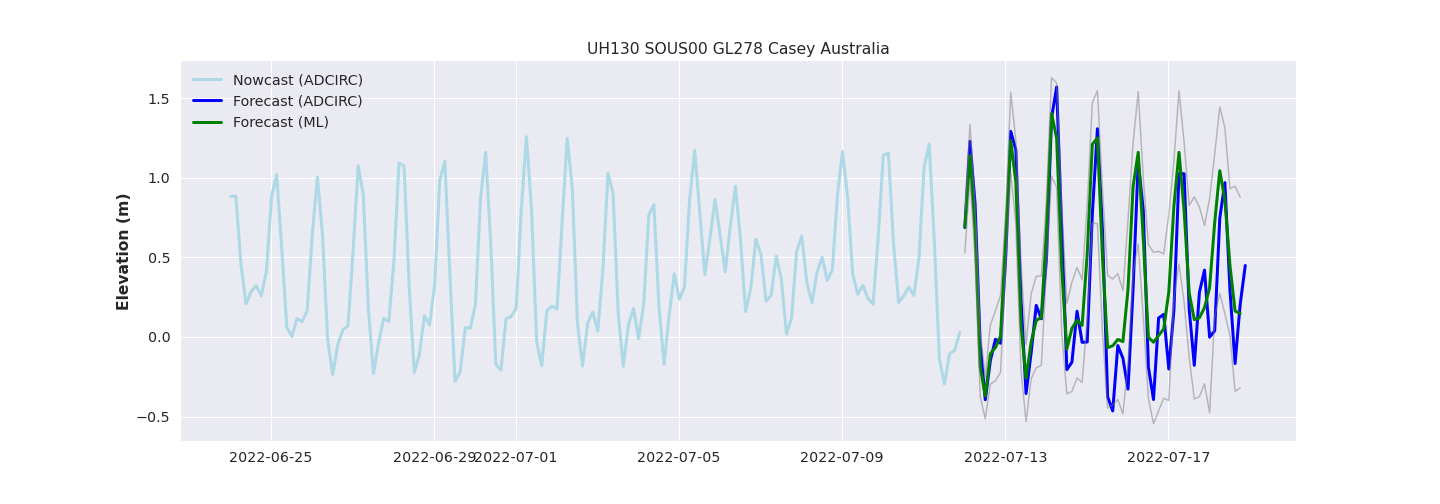 UH130 SOUS00 GL278 Casey Australia
Nowcast (ADCIRC)
Forecast (ADCIRC)
Forecast (ML)
Elevation (m)
1.5
1.0
0.5
0.0
−0.5
2022-06-25 2022-06-29 2022-07-01 2022-07-05 2022-07-09 2022-07-13 2022-07-17